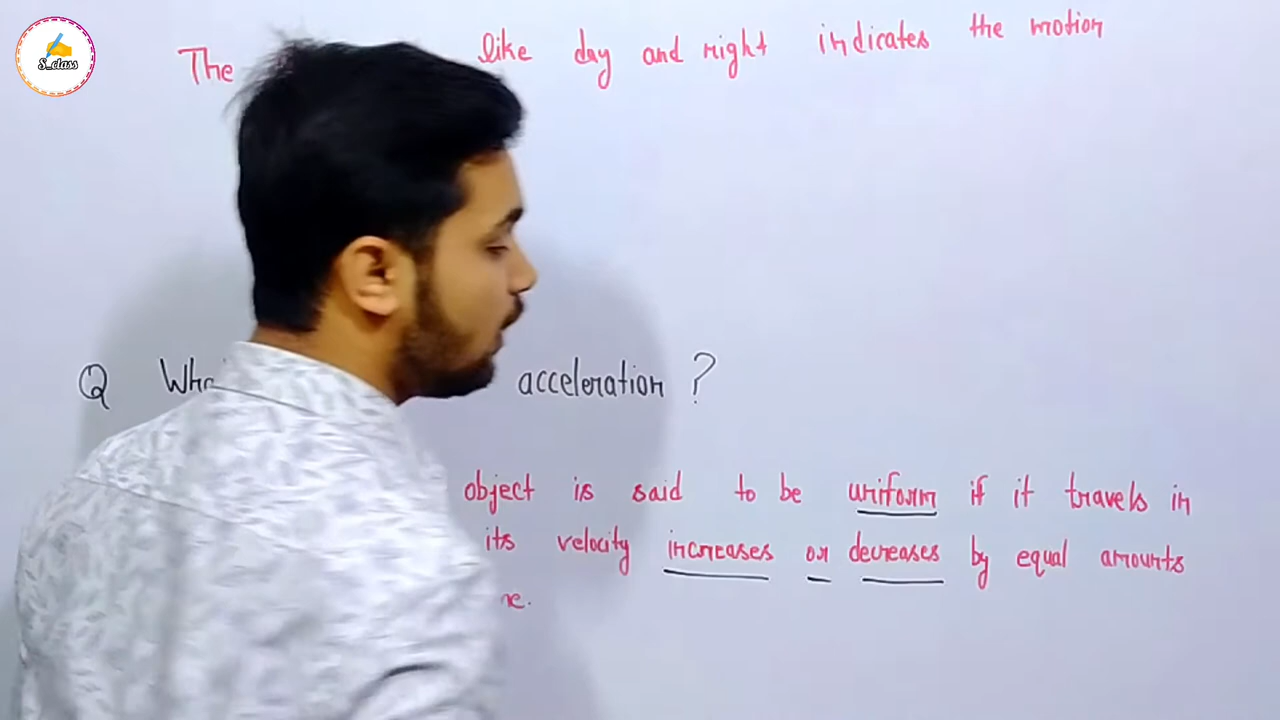 S_class
The like day and night indicates the motion
Q acceleration ?
object is said to be uniform if it travels in
its velocity increases or decreases by equal amounts